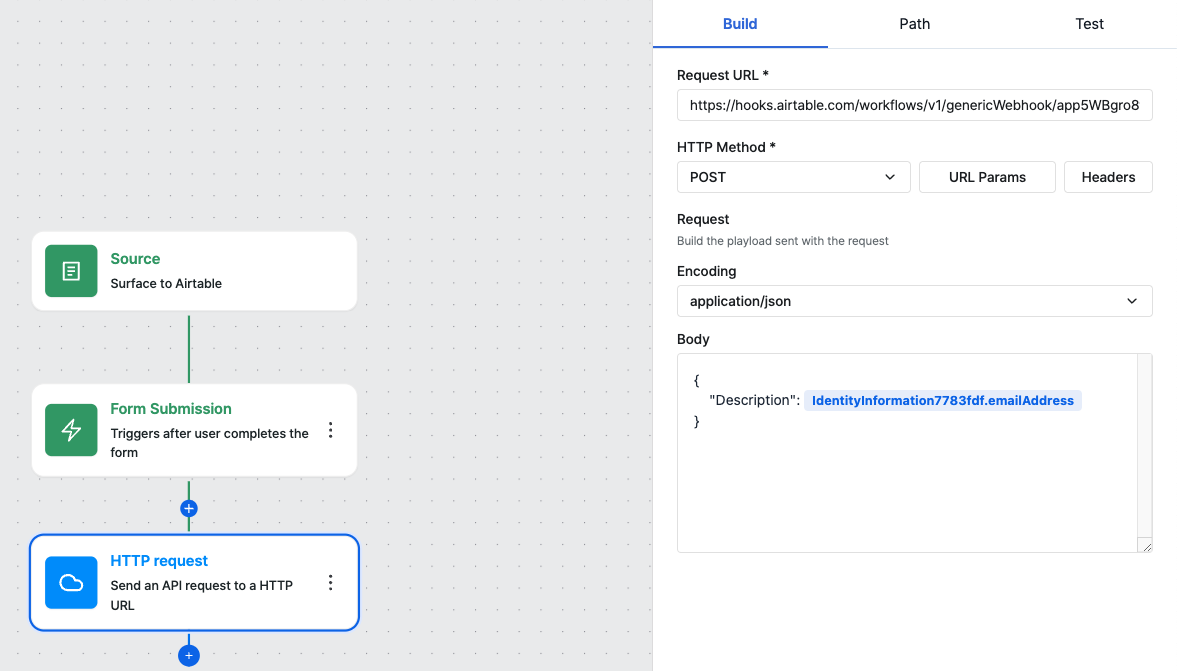 Build
Path
Test
Request URL *
https://hooks.airtable.com/workflows/v1/genericWebhook/app5WBgro8
HTTP Method *
POST
URL Params
Headers
Request
Build the playload sent with the request
Encoding
application/json
Body
{
"Description": IdentityInformation7783fdf.emailAddress
}
Source
Surface to Airtable
Form Submission
Triggers after user completes the
form
HTTP request
Send an API request to a HTTP
URL